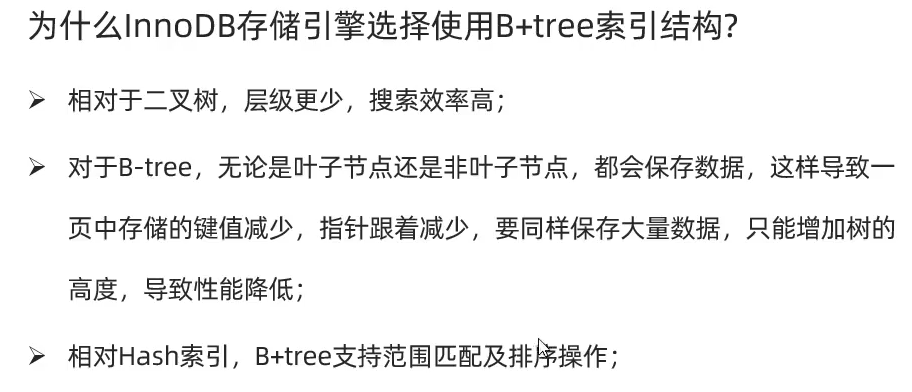 为什么InnoDB存储引擎选择使用B+tree索引结构?
➢ 相对于二叉树，层级更少，搜索效率高；
➢ 对于B-tree，无论是叶子节点还是非叶子节点，都会保存数据，这样导致一
页中存储的键值减少，指针跟着减少，要同样保存大量数据，只能增加树的
高度，导致性能降低；
➢ 相对Hash索引，B+tree支持范围匹配及排序操作；